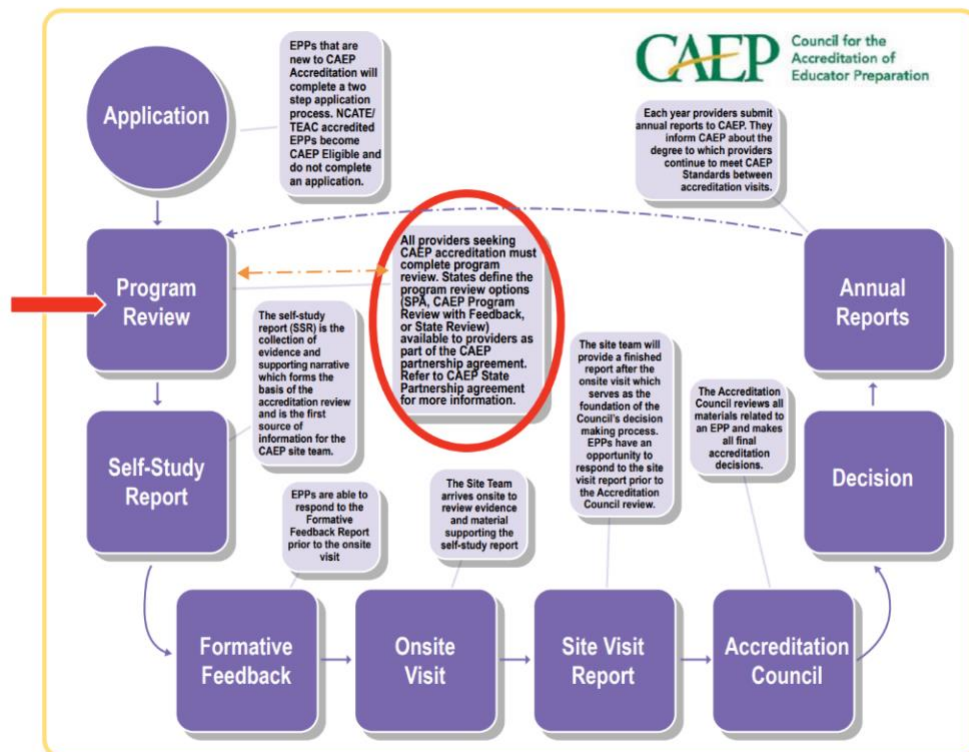 Application
EPPs that are
new to CAEP
Accreditation will
complete a two
step application
process. NCATE/
TEAC accredited
EPPs become
CAEP Eligible and
do not complete
an application.
CAEP
Council for the
Accreditation of
Educator Preparation
Each year providers submit
annual reports to CAEP. They
inform CAEP about the
degree to which providers
continue to meet CAEP
Standards between
accreditation visits.
Program
Review
All providers seeking
CAEP accreditation must
complete program
review. States define the
program review options
(SPA, CAEP Program
Review with Feedback,
or State Review)
available to providers as
part of the CAEP
partnership agreement.
Refer to CAEP State
Partnership agreement
for more information.
Annual
Reports
The self-study
report (SSR) is the
collection of
evidence and
supporting narrative
which forms the
basis of the
accreditation review
and is the first
source of
information for the
CAEP site team.
The site team will
provide a finished
report after the
onsite visit which
serves as the
foundation of the
Council's decision
making process.
EPPs have an
opportunity to
respond to the site
visit report prior to
the Accreditation
Council review.
The Accreditation
Council reviews all
materials related to
an EPP and makes
all final
accreditation
decisions.
Self-Study
Report
Decision
EPPs are able to
respond to the
Formative
Feedback Report
prior to the onsite
visit
The Site Team
arrives onsite to
review evidence
and material
supporting the
self-study report
Formative
Feedback
Onsite
Visit
Site Visit
Report
Accreditation
Council